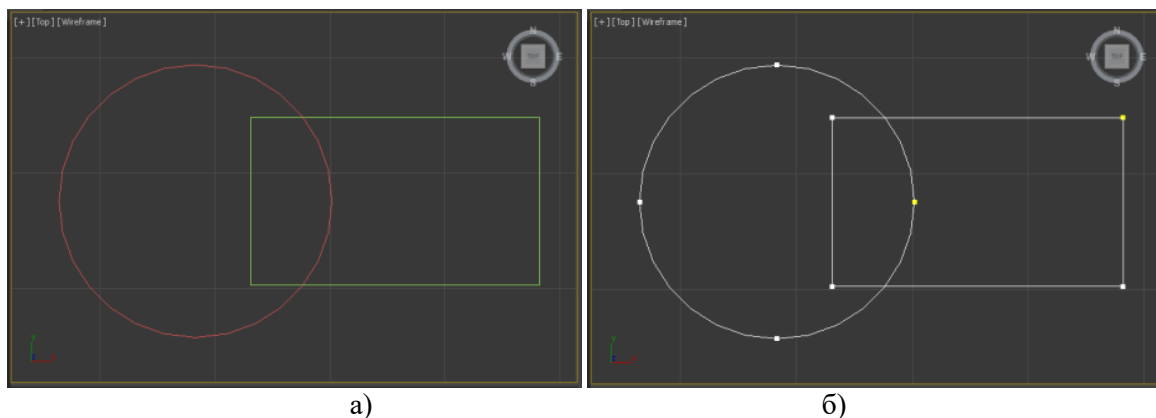 [+] [Top] [Wireframe]
N
W E
S
[+] [Top] [Wireframe]
N
W E
S
а)
б)